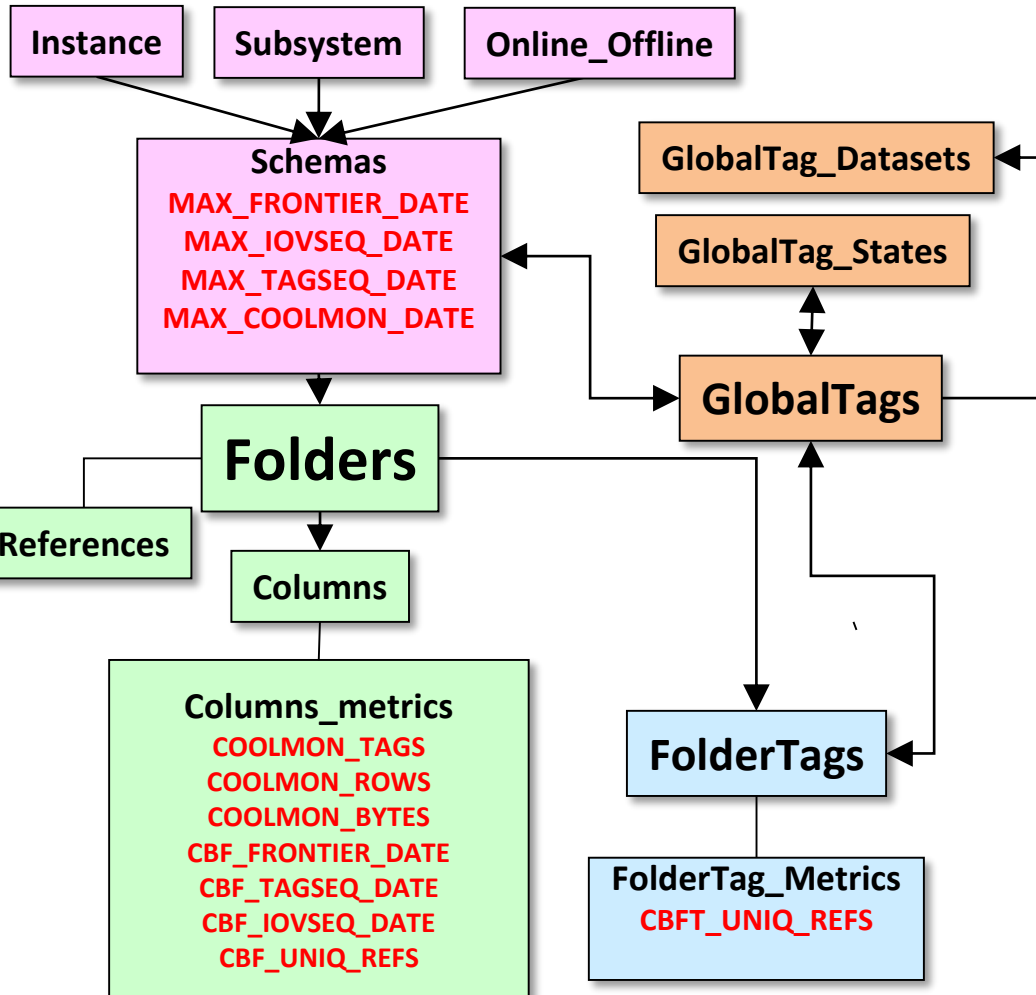 Instance
Subsystem
Online_Offline
Schemas
MAX_FRONTIER_DATE
MAX_IOVSEQ_DATE
MAX_TAGSEQ_DATE
MAX_COOLMON_DATE
GlobalTag_Datasets
GlobalTag_States
GlobalTags
Folders
References
Columns
Columns_metrics
COOLMON_TAGS
COOLMON_ROWS
COOLMON_BYTES
CBF_FRONTIER_DATE
CBF_TAGSEQ_DATE
CBF_IOVSEQ_DATE
CBF_UNIQ_REFS
FolderTags
FolderTag_Metrics
CBFT_UNIQ_REFS